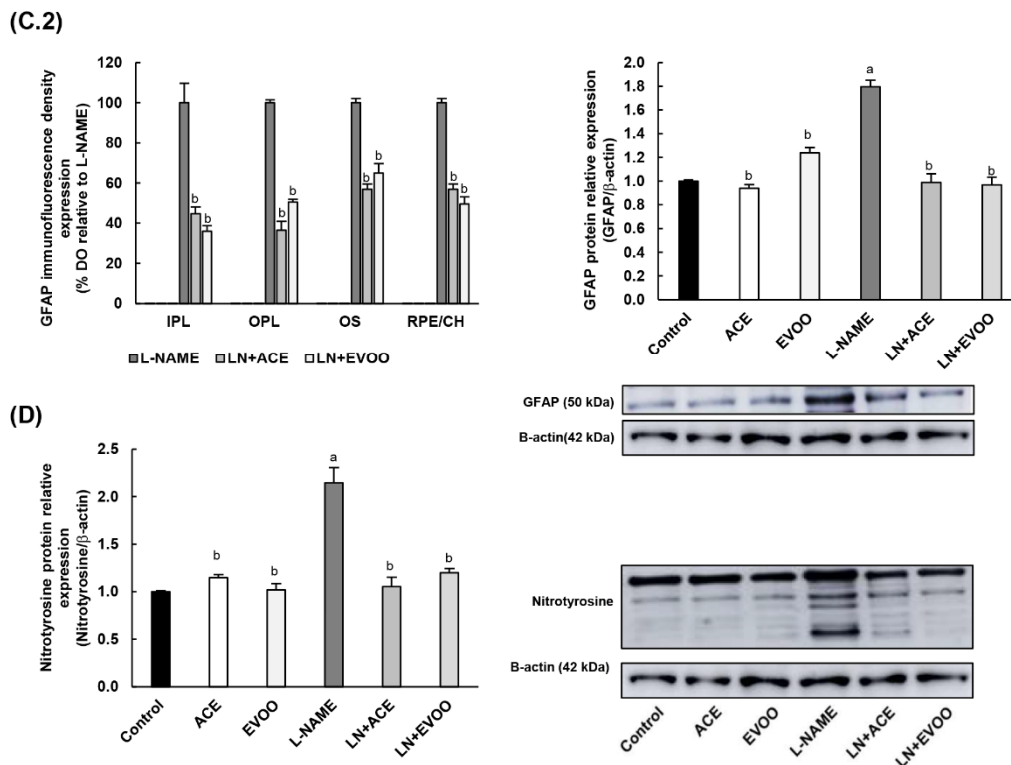 (C.2)
GFAP immunofluorescence density
expression
(% DO relative to L-NAME)
120
100
80
60
40
20
0
a
b
b
b
b
b
b
b
b
IPL OPL OS RPE/CH
L-NAME LN+ACE LN+EVOO
GFAP protein relative expression
(GFAP/β-actin)
2.0
1.8
1.6
1.4
1.2
1.0
0.8
0.6
0.4
0.2
0.0
b
b
a
b
b
Control ACE EVOO L-NAME LN+ACE LN+EVOO
GFAP (50 kDa)
B-actin(42 kDa)
(D)
Nitrotyrosine protein relative
expression
(Nitrotyrosine/β-actin)
2.5
2.0
1.5
1.0
0.5
0.0
b
b
a
b
b
Control ACE EVOO L-NAME LN+ACE LN+EVOO
Nitrotyrosine
B-actin (42 kDa)
Control ACE EVOO L-NAME LN+ACE LN+EVOO